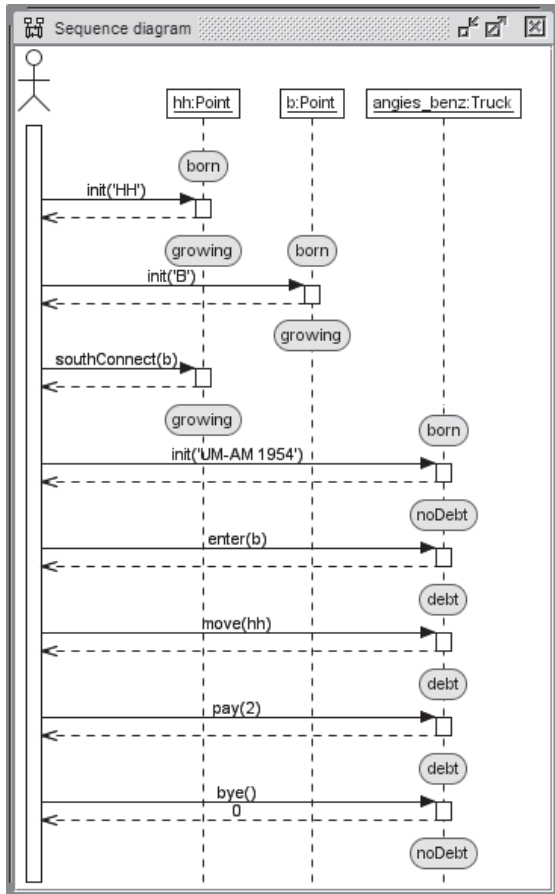 Sequence diagram
hh:Point b:Point angies_benz:Truck
born
init('HH')
growing born
init('B')
growing
southConnect(b)
growing
born
init('UM-AM 1954')
noDebt
enter(b)
debt
move(hh)
debt
pay(2)
debt
bye()
0
noDebt